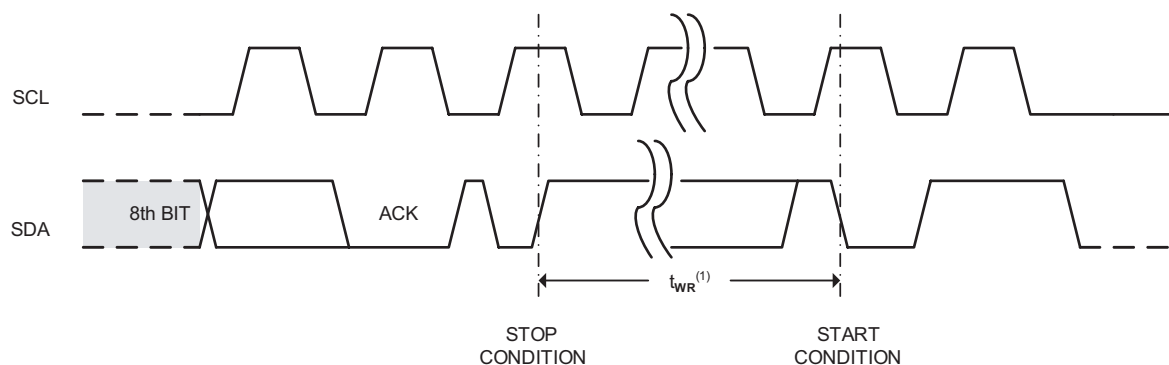 SCL
8th BIT
ACK
SDA
tWR(1)
STOP
CONDITION
START
CONDITION